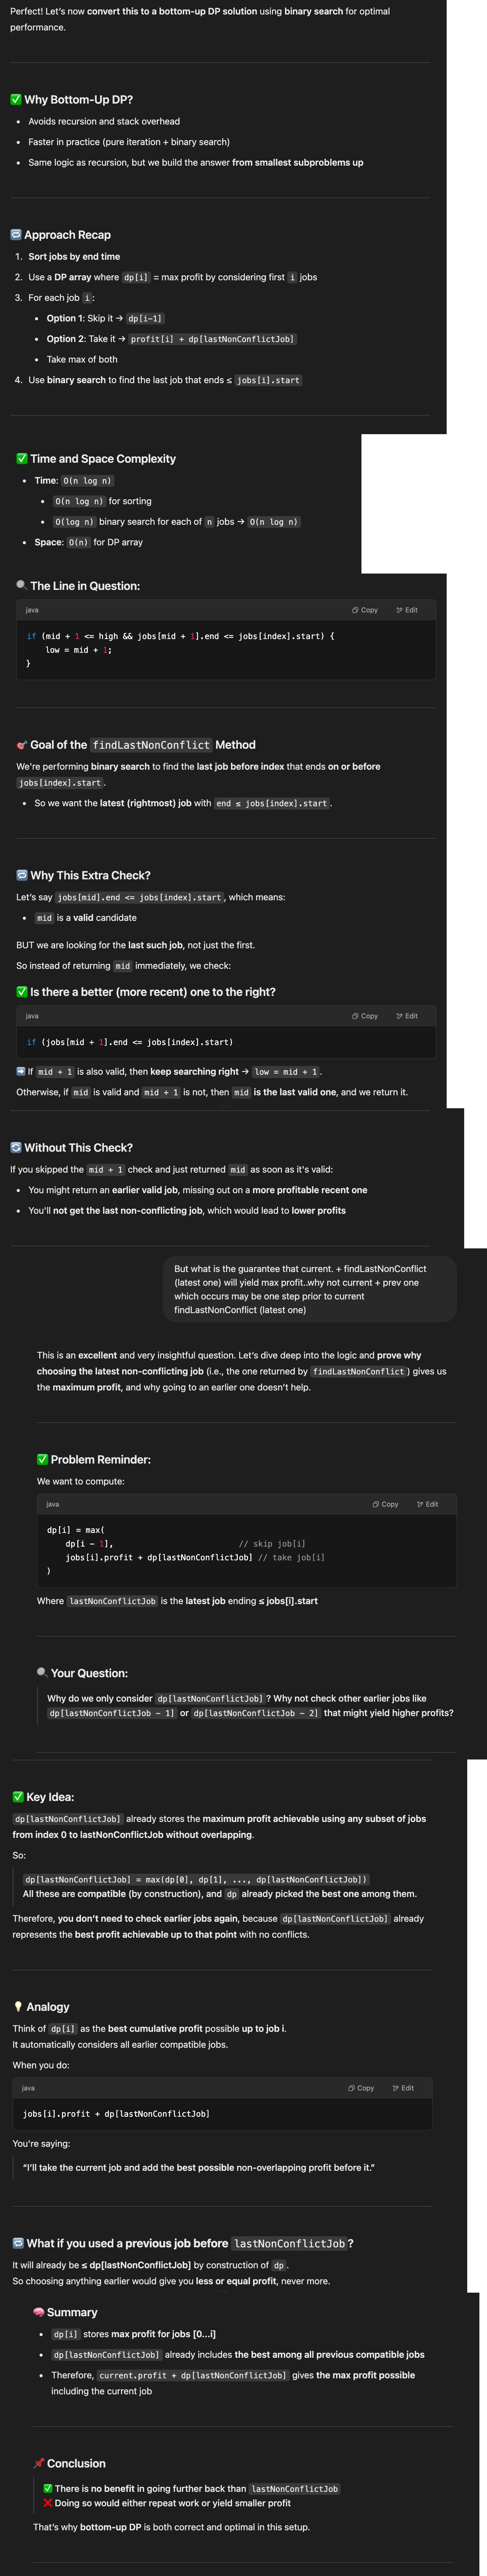 Perfect! Let's now convert this to a bottom-up DP solution using binary search for optimal
performance.
✅ Why Bottom-Up DP?
• Avoids recursion and stack overhead
• Faster in practice (pure iteration + binary search)
• Same logic as recursion, but we build the answer from smallest subproblems up
🔁 Approach Recap
1. Sort jobs by end time
2. Use a DP array where dp[i] = max profit by considering first i jobs
3. For each job i:
• Option 1: Skip it → dp[i-1]
• Option 2: Take it → profit[i] + dp[lastNonConflictJob]
• Take max of both
4. Use binary search to find the last job that ends ≤ jobs[i].start
✅ Time and Space Complexity
• Time: O(n log n)
• O(n log n) for sorting
• O(log n) binary search for each of n jobs → O(n log n)
• Space: O(n) for DP array
🔍 The Line in Question:
java Copy Edit
if (mid + 1 <= high && jobs[mid + 1].end <= jobs[index].start) {
low = mid + 1;
}
🎯 Goal of the findLastNonConflict Method
We're performing binary search to find the last job before index that ends on or before
jobs[index].start.
• So we want the latest (rightmost) job with end ≤ jobs[index].start.
🔁 Why This Extra Check?
Let's say jobs[mid].end <= jobs[index].start, which means:
• mid is a valid candidate
BUT we are looking for the last such job, not just the first.
So instead of returning mid immediately, we check:
✅ Is there a better (more recent) one to the right?
java Copy Edit
if (jobs[mid + 1].end <= jobs[index].start)
➡️ If mid + 1 is also valid, then keep searching right → low = mid + 1.
Otherwise, if mid is valid and mid + 1 is not, then mid is the last valid one, and we return it.
🔄 Without This Check?
If you skipped the mid + 1 check and just returned mid as soon as it's valid:
• You might return an earlier valid job, missing out on a more profitable recent one
• You'll not get the last non-conflicting job, which would lead to lower profits
But what is the guarantee that current. + findLastNonConflict
(latest one) will yield max profit..why not current + prev one
which occurs may be one step prior to current
findLastNonConflict (latest one)
This is an excellent and very insightful question. Let's dive deep into the logic and prove why
choosing the latest non-conflicting job (i.e., the one returned by findLastNonConflict) gives us
the maximum profit, and why going to an earlier one doesn't help.
✅ Problem Reminder:
We want to compute:
java Copy Edit
dp[i] = max(
dp[i - 1], // skip job[i]
jobs[i].profit + dp[lastNonConflictJob] // take job[i]
)
Where lastNonConflictJob is the latest job ending ≤ jobs[i].start
🔍 Your Question:
Why do we only consider dp[lastNonConflictJob]? Why not check other earlier jobs like
dp[lastNonConflictJob - 1] or dp[lastNonConflictJob - 2] that might yield higher profits?
✅ Key Idea:
dp[lastNonConflictJob] already stores the maximum profit achievable using any subset of jobs
from index 0 to lastNonConflictJob without overlapping.
So:
dp[lastNonConflictJob] = max(dp[0], dp[1], ..., dp[lastNonConflictJob])
All these are compatible (by construction), and dp already picked the best one among them.
Therefore, you don't need to check earlier jobs again, because dp[lastNonConflictJob] already
represents the best profit achievable up to that point with no conflicts.
💡 Analogy
Think of dp[i] as the best cumulative profit possible up to job i.
It automatically considers all earlier compatible jobs.
When you do:
java Copy Edit
jobs[i].profit + dp[lastNonConflictJob]
You're saying:
"I'll take the current job and add the best possible non-overlapping profit before it."
🔁 What if you used a previous job before lastNonConflictJob?
It will already be ≤ dp[lastNonConflictJob] by construction of dp.
So choosing anything earlier would give you less or equal profit, never more.
🧠 Summary
• dp[i] stores max profit for jobs [0...i]
• dp[lastNonConflictJob] already includes the best among all previous compatible jobs
• Therefore, current.profit + dp[lastNonConflictJob] gives the max profit possible
including the current job
📌 Conclusion
✅ There is no benefit in going further back than lastNonConflictJob
❌ Doing so would either repeat work or yield smaller profit
That's why bottom-up DP is both correct and optimal in this setup.